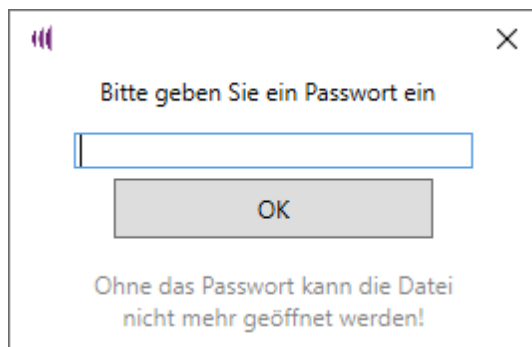 Bitte geben Sie ein Passwort ein
OK
Ohne das Passwort kann die Datei
nicht mehr geöffnet werden!